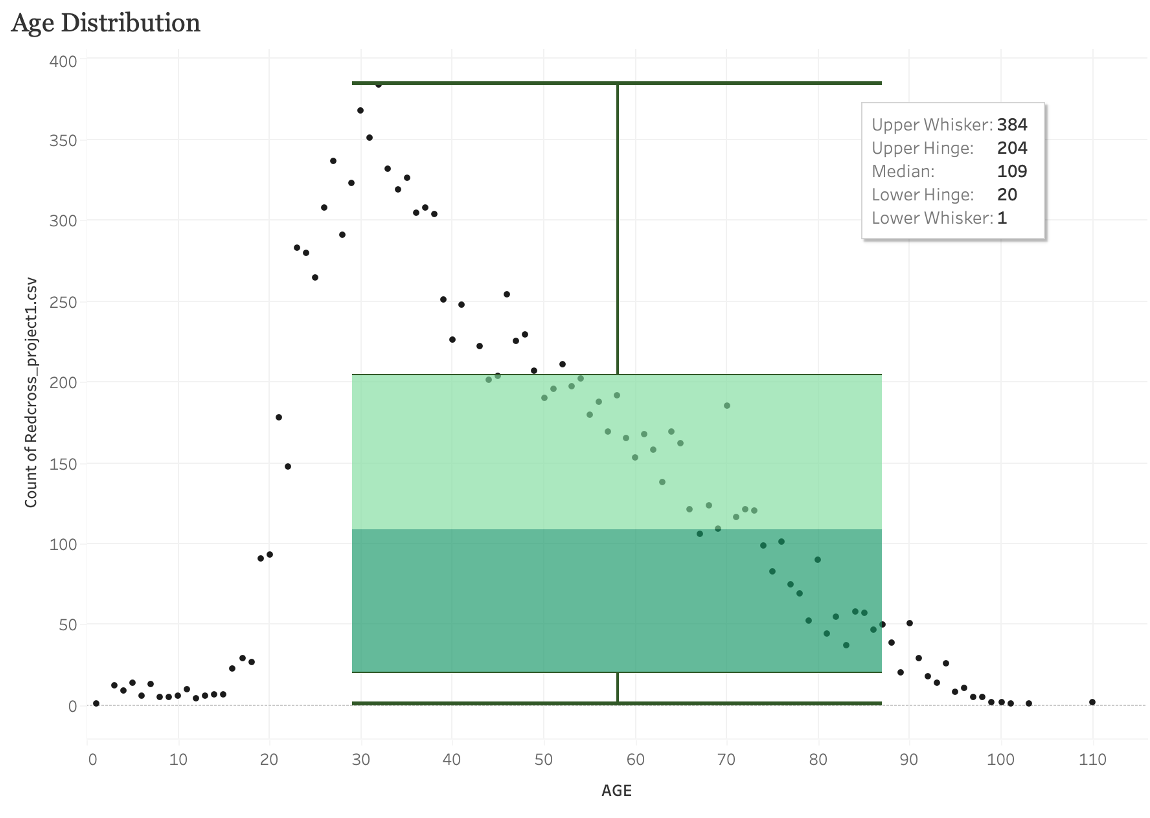 Age Distribution
400
350
300
250
200
150
100
50
0
Count of Redcross_project1.csv
Upper Whisker: 384
Upper Hinge: 204
Median: 109
Lower Hinge: 20
Lower Whisker: 1
0 10 20 30 40 50 60 70 80 90 100 110
AGE